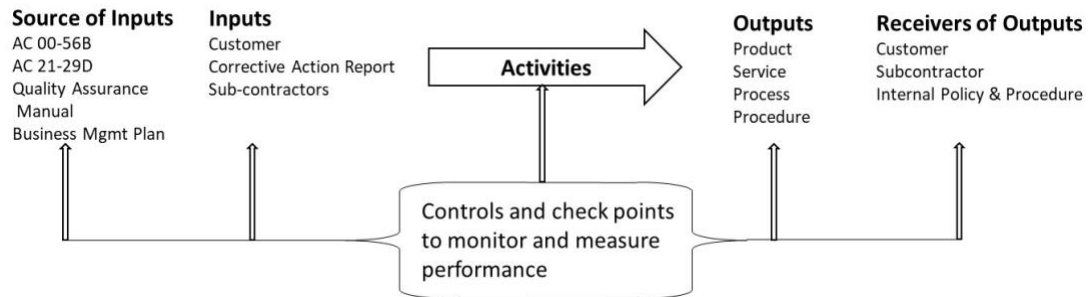 Source of Inputs
AC 00-56B
AC 21-29D
Quality Assurance
Manual
Business Mgmt Plan
Inputs
Customer
Corrective Action Report
Sub-contractors
Activities
Outputs
Product
Service
Process
Procedure
Receivers of Outputs
Customer
Subcontractor
Internal Policy & Procedure
Controls and check points
to monitor and measure
performance